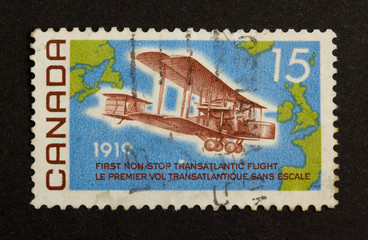 CANADA
15
1919
FIRST NON-STOP TRANSATLANTIC FLIGHT
LE PREMIER VOL TRANSATLANTIQUE SANS ESCALE